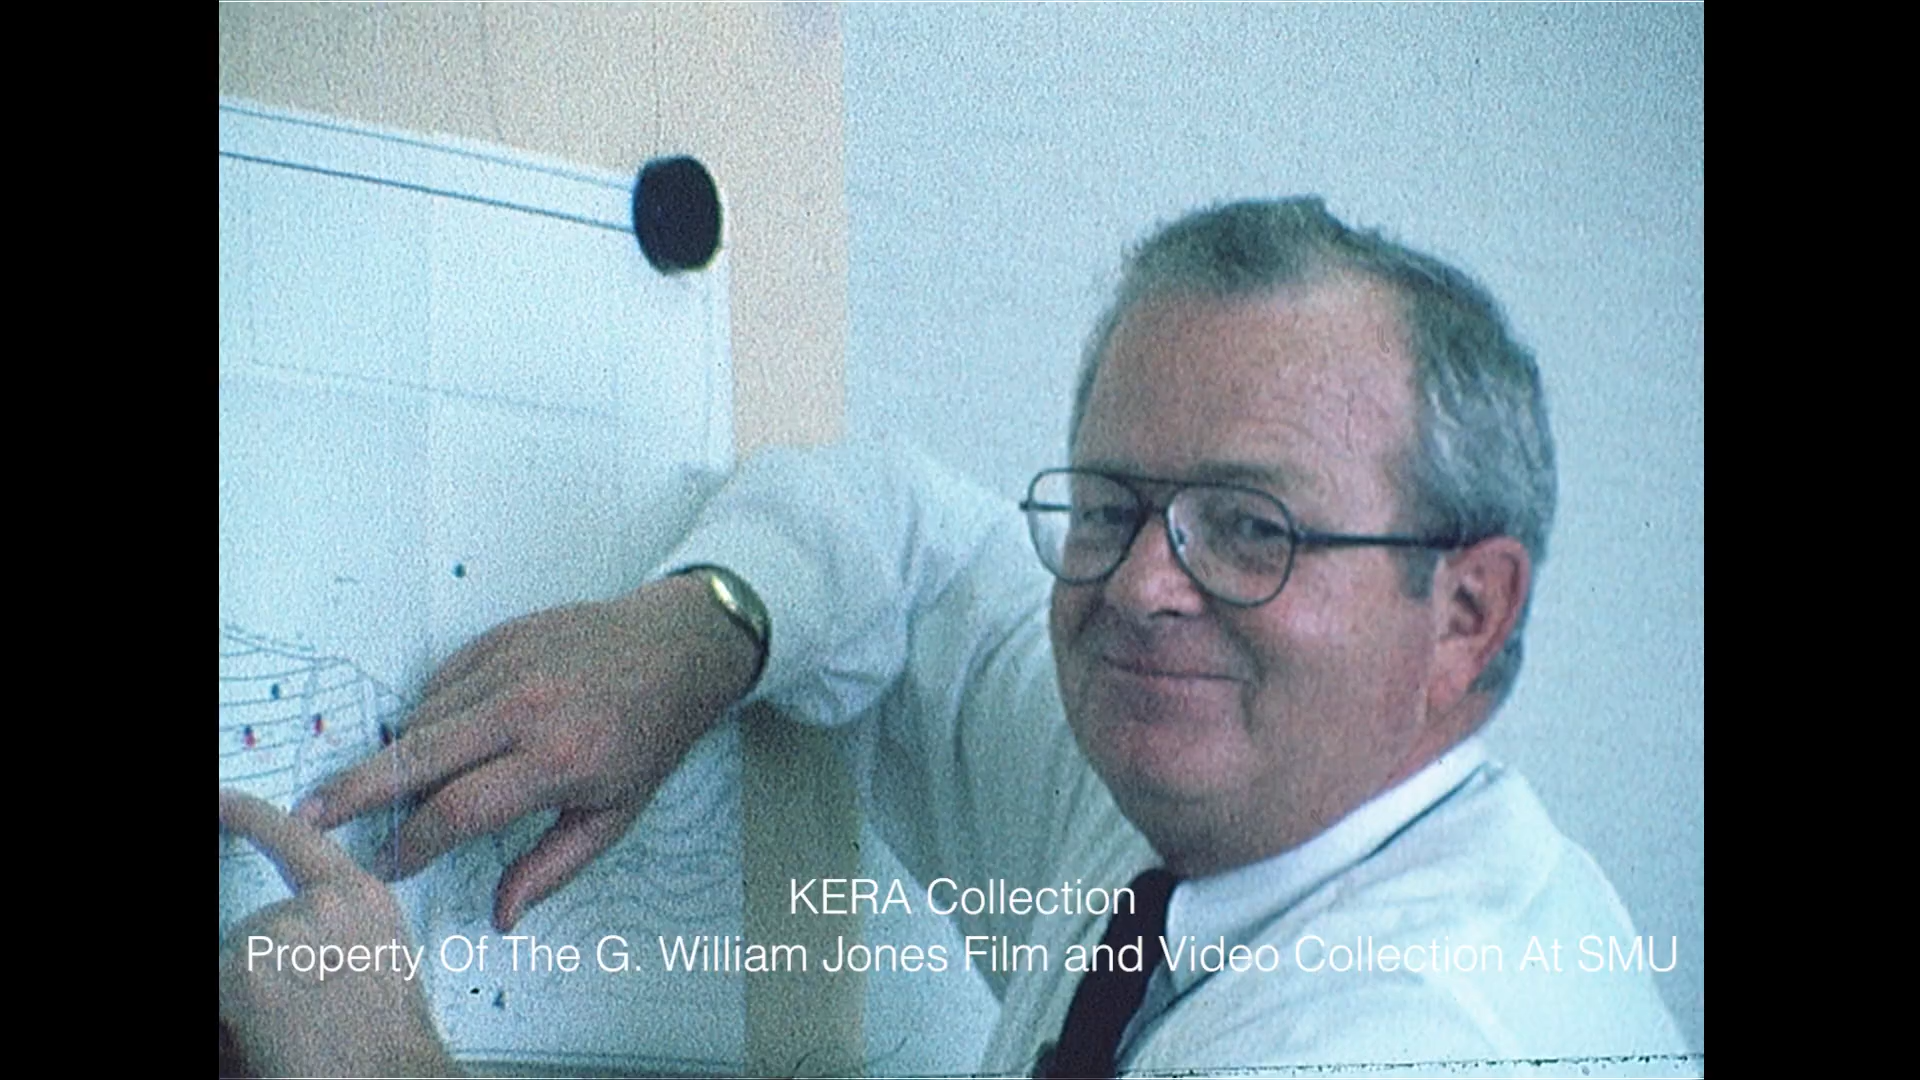 KERA Collection
Property Of The G. William Jones Film and Video Collection At SMU